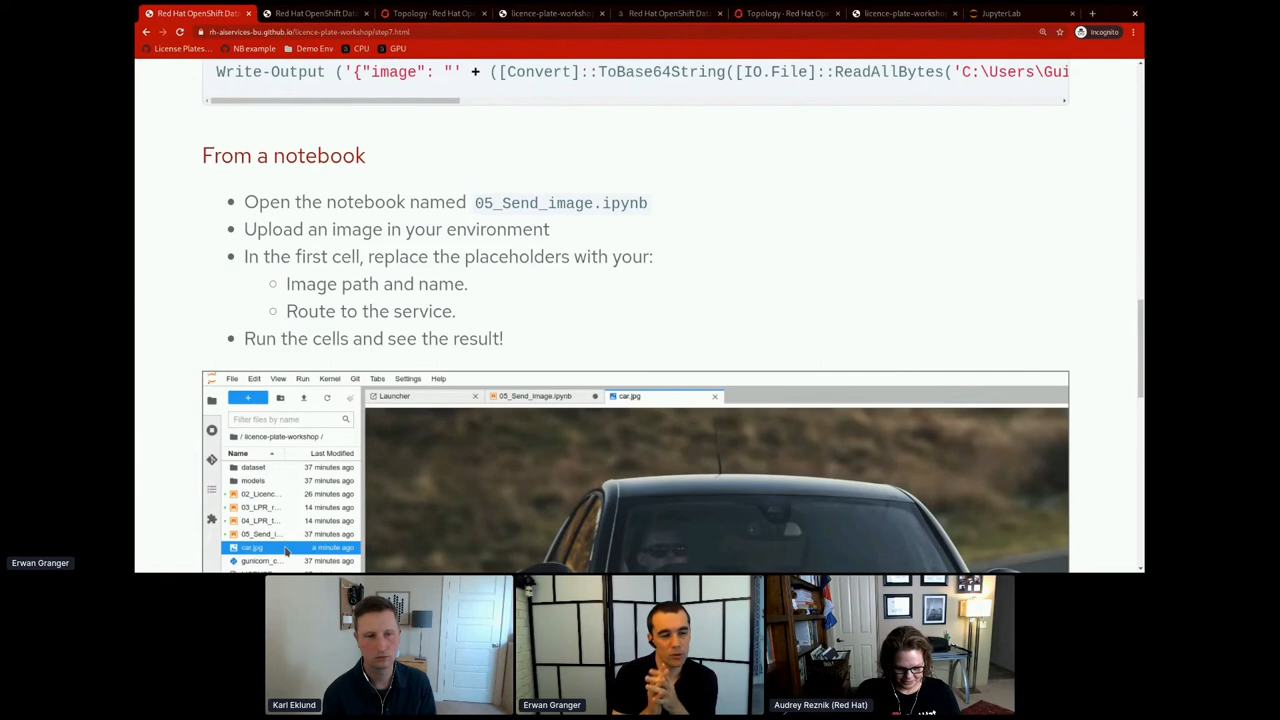 Red Hat OpenShift Dat
Red Hat OpenShift Dat
Topology · Red Hat Op
licence-plate-worksho
Red Hat OpenShift Dat
Topology · Red Hat Op
licence-plate-worksho
JupyterLab
rh-aiservices-bu.github.io/licence-plate-workshop/step7.html
Incognito
License Plates...
NB example
Demo Env
CPU
GPU
Write-Output ('{"image": "' + ([Convert]::ToBase64String([IO.File]::ReadAllBytes('C:\Users\Gui
From a notebook
Open the notebook named 05_Send_image.ipynb
Upload an image in your environment
In the first cell, replace the placeholders with your:
Image path and name.
Route to the service.
Run the cells and see the result!
File Edit View Run Kernel Git Tabs Settings Help
Launcher
05_Send_image.ipynb
car.jpg
Filter files by name
/ licence-plate-workshop /
Name Last Modified
dataset 37 minutes ago
models 37 minutes ago
02_Licenc... 26 minutes ago
03_LPR_r... 14 minutes ago
04_LPR_t... 14 minutes ago
05_Send_i... 37 minutes ago
car.jpg a minute ago
gunicorn_c... 37 minutes ago
Erwan Granger
Karl Eklund
Erwan Granger
Audrey Reznik (Red Hat)